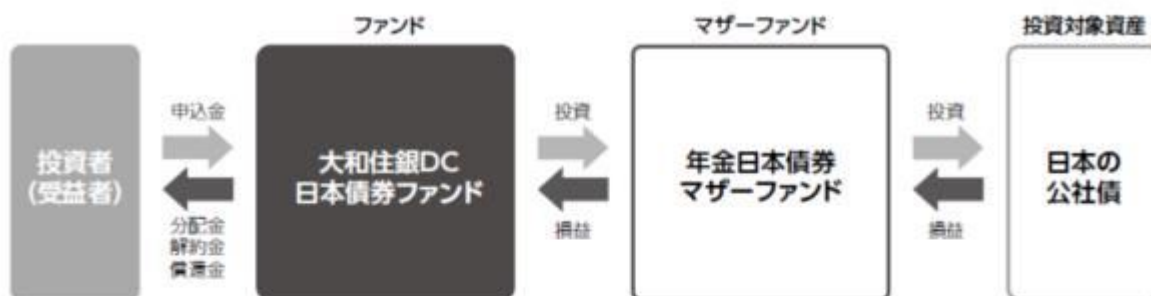 ファンド
マザーファンド
投資対象資産
投資者
(受益者)
申込金
分配金
解約金
償還金
大和住銀DC
日本債券ファンド
投資
損益
年金日本債券
マザーファンド
投資
損益
日本の
公社債